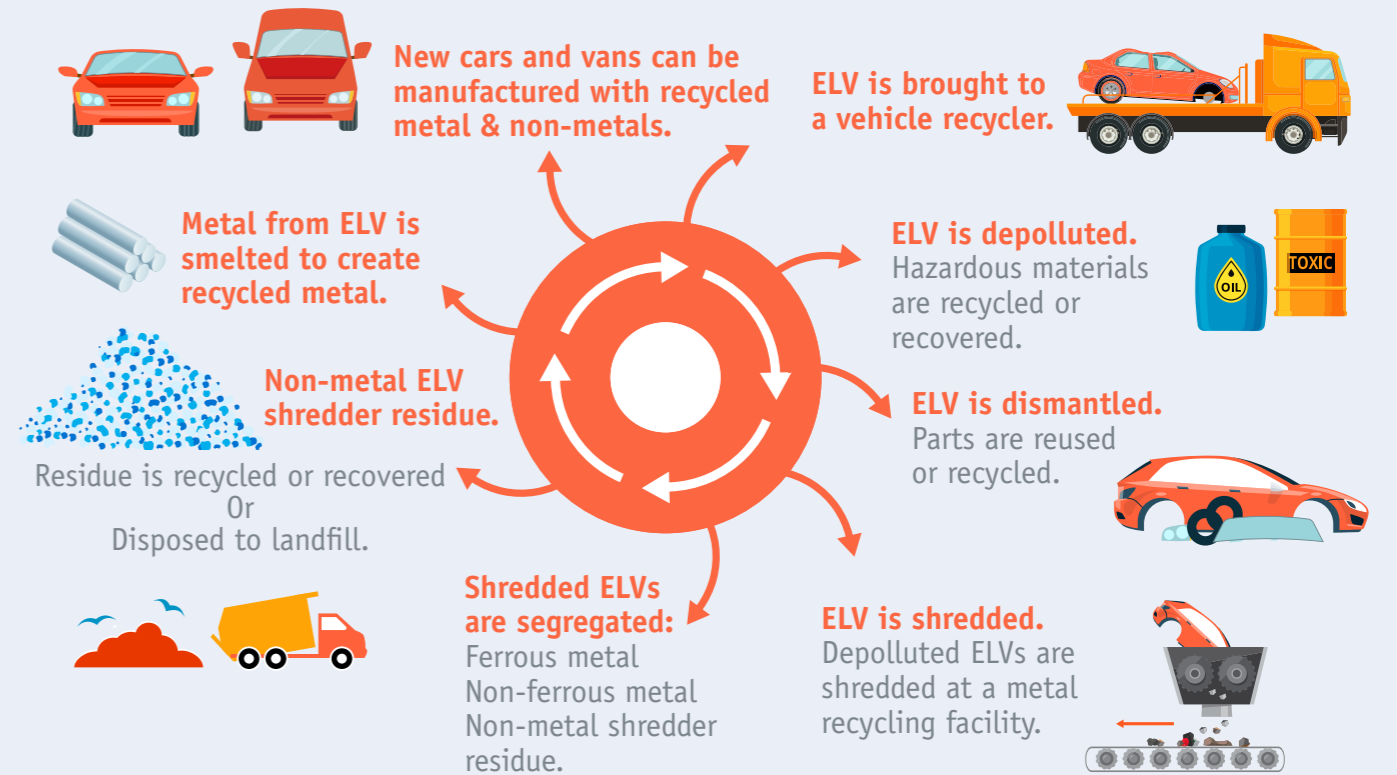 New cars and vans can be
manufactured with recycled
metal & non-metals.
ELV is brought to
a vehicle recycler.
ELV is depolluted.
Hazardous materials
are recycled or
recovered.
OIL
TOXIC
ELV is dismantled.
Parts are reused
or recycled.
ELV is shredded.
Depolluted ELVs are
shredded at a metal
recycling facility.
Shredded ELVs
are segregated:
Ferrous metal
Non-ferrous metal
Non-metal shredder
residue.
Non-metal ELV
shredder residue.
Residue is recycled or recovered
Or
Disposed to landfill.
Metal from ELV is
smelted to create
recycled metal.